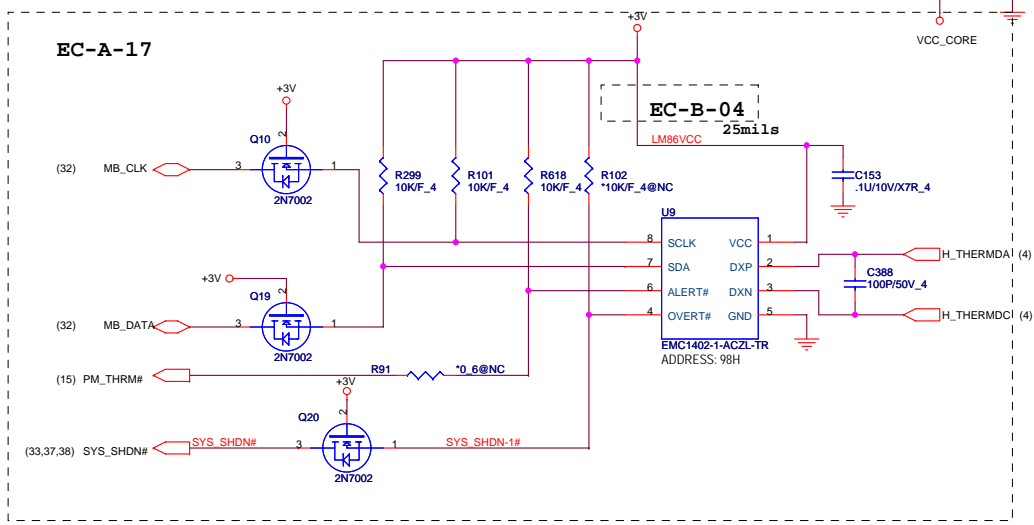 +3V
VCC_CORE
EC-A-17
+3V
EC-B-04
25mils
LM86VCC
Q10
2
(32) MB_CLK
3
1
2N7002
R299
10K/F_4
R101
10K/F_4
R618
10K/F_4
R102
*10K/F_4@NC
C153
.1U/10V/X7R_4
U9
8 SCLK VCC 1
7 SDA DXP 2
6 ALERT# DXN 3
4 OVERT# GND 5
EMC1402-1-ACZL-TR
ADDRESS: 98H
H_THERMDA (4)
C388
100P/50V_4
H_THERMDC (4)
+3V
2
Q19
(32) MB_DATA
3
1
2N7002
(15) PM_THRM#
R91
*0_6@NC
+3V
2
Q20
(33,37,38) SYS_SHDN#
SYS_SHDN#
3
1
SYS_SHDN-1#
2N7002